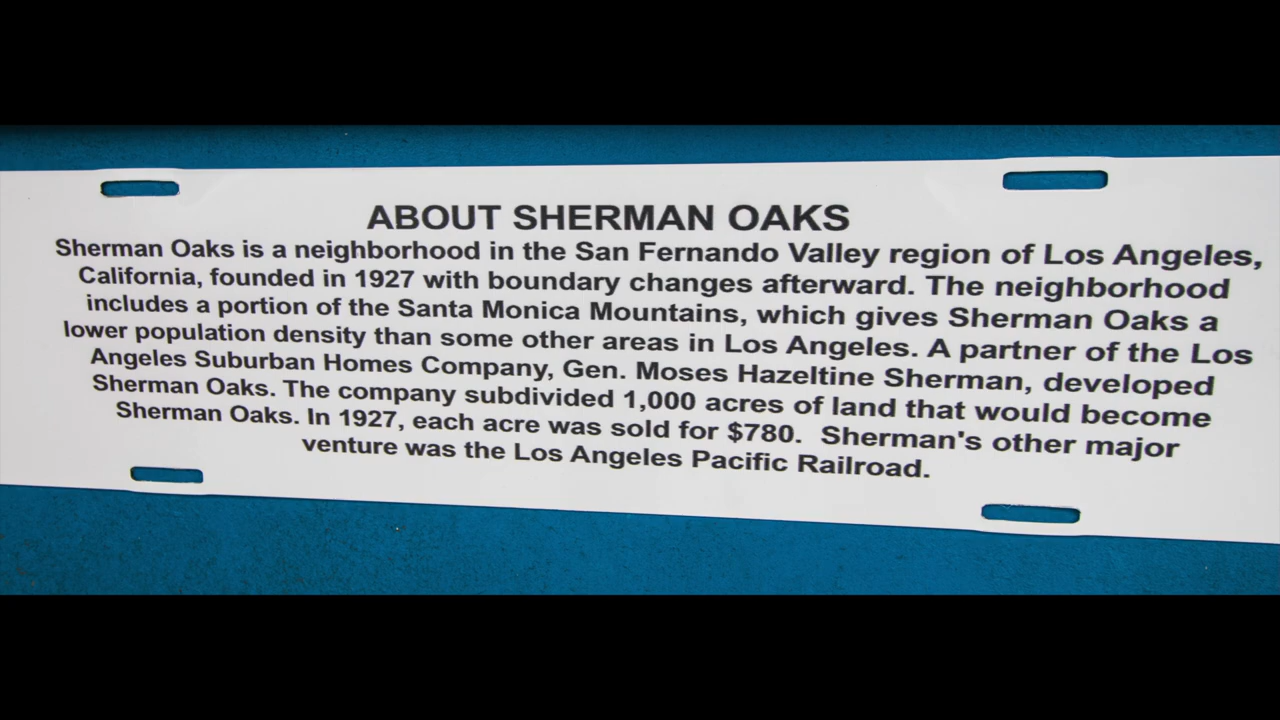 ABOUT SHERMAN OAKS
Sherman Oaks is a neighborhood in the San Fernando Valley region of Los Angeles,
California, founded in 1927 with boundary changes afterward. The neighborhood
includes a portion of the Santa Monica Mountains, which gives Sherman Oaks a
lower population density than some other areas in Los Angeles. A partner of the Los
Angeles Suburban Homes Company, Gen. Moses Hazeltine Sherman, developed
Sherman Oaks. The company subdivided 1,000 acres of land that would become
Sherman Oaks. In 1927, each acre was sold for $780. Sherman's other major
venture was the Los Angeles Pacific Railroad.